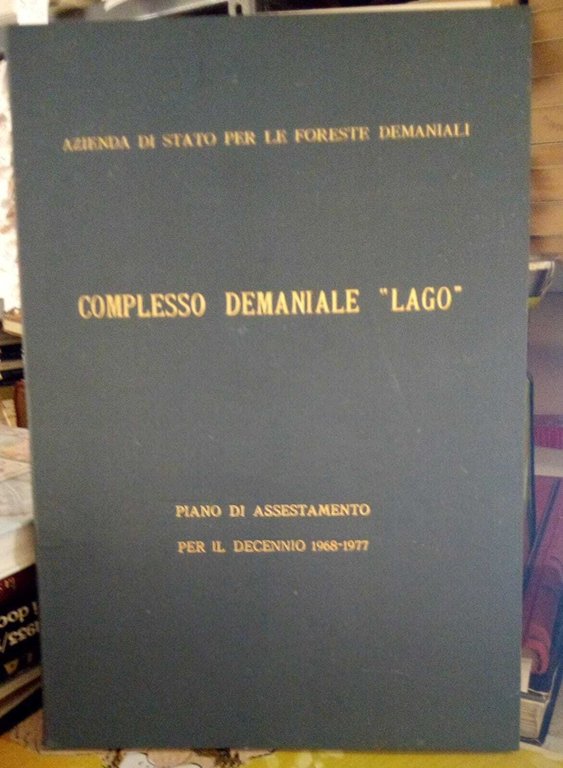 AZIENDA DI STATO PER LE FORESTE DEMANIALI
COMPLESSO DEMANIALE "LAGO"
PIANO DI ASSESTAMENTO
PER IL DECENNIO 1968-1977